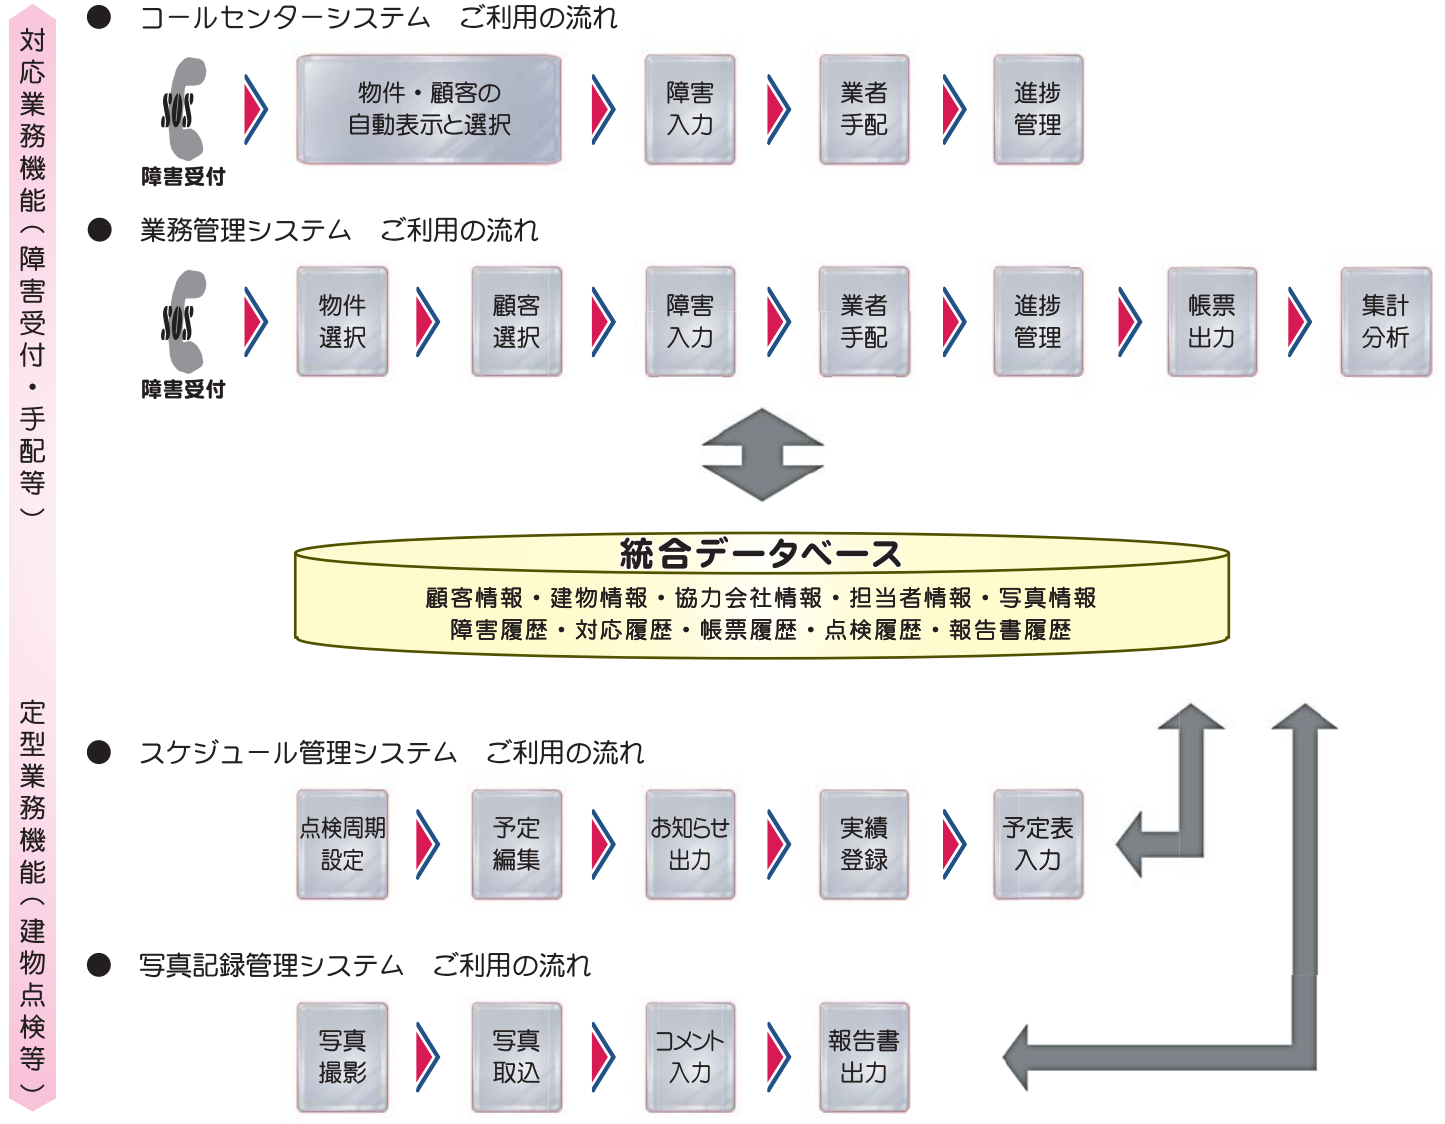 対応業務機能（障害受付・手配等）
定型業務機能（建物点検等）
● コールセンターシステム　ご利用の流れ
SOS
障害受付
物件・顧客の
自動表示と選択
障害
入力
業者
手配
進捗
管理
● 業務管理システム　ご利用の流れ
SOS
障害受付
物件
選択
顧客
選択
障害
入力
業者
手配
進捗
管理
帳票
出力
集計
分析
統合データベース
顧客情報・建物情報・協力会社情報・担当者情報・写真情報
障害履歴・対応履歴・帳票履歴・点検履歴・報告書履歴
● スケジュール管理システム　ご利用の流れ
点検周期
設定
予定
編集
お知らせ
出力
実績
登録
予定表
入力
● 写真記録管理システム　ご利用の流れ
写真
撮影
写真
取込
コメント
入力
報告書
出力